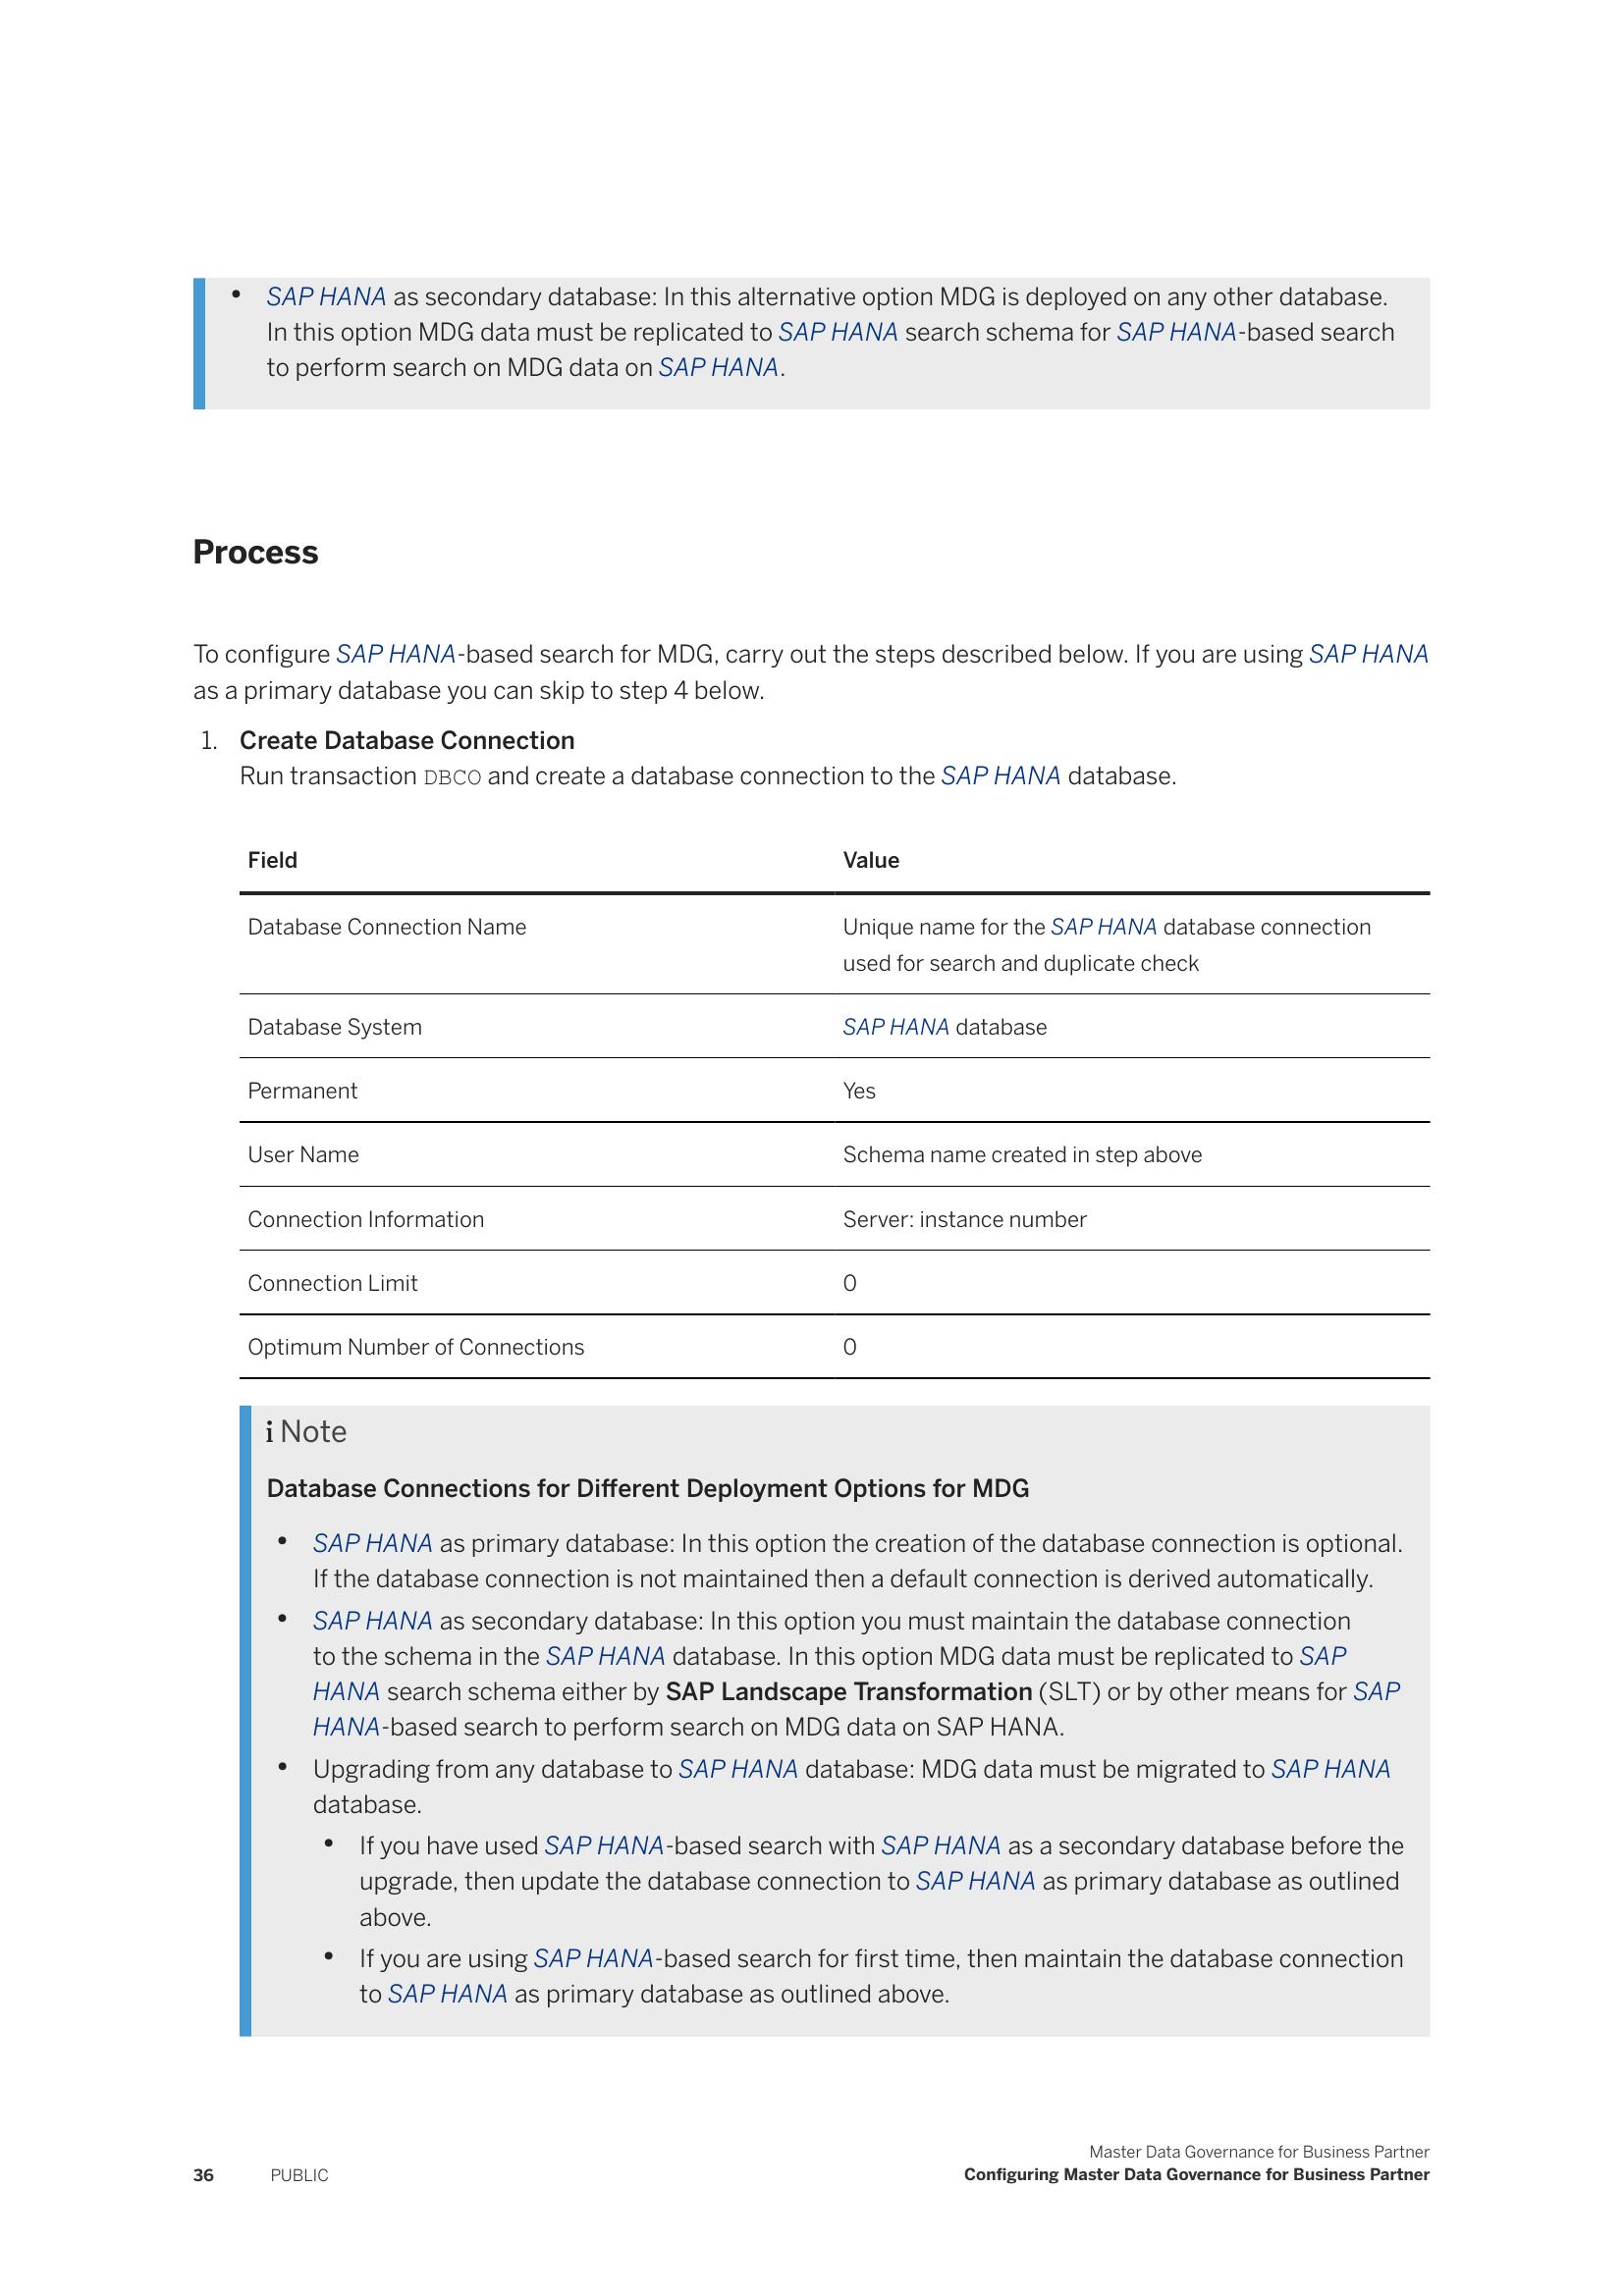 • SAP HANA as secondary database: In this alternative option MDG is deployed on any other database.
In this option MDG data must be replicated to SAP HANA search schema for SAP HANA-based search
to perform search on MDG data on SAP HANA.
Process
To configure SAP HANA-based search for MDG, carry out the steps described below. If you are using SAP HANA
as a primary database you can skip to step 4 below.
1. Create Database Connection
Run transaction DBCO and create a database connection to the SAP HANA database.
Field Value
Database Connection Name Unique name for the SAP HANA database connection
used for search and duplicate check
Database System SAP HANA database
Permanent Yes
User Name Schema name created in step above
Connection Information Server: instance number
Connection Limit 0
Optimum Number of Connections 0
i Note
Database Connections for Different Deployment Options for MDG
• SAP HANA as primary database: In this option the creation of the database connection is optional.
If the database connection is not maintained then a default connection is derived automatically.
• SAP HANA as secondary database: In this option you must maintain the database connection
to the schema in the SAP HANA database. In this option MDG data must be replicated to SAP
HANA search schema either by SAP Landscape Transformation (SLT) or by other means for SAP
HANA-based search to perform search on MDG data on SAP HANA.
• Upgrading from any database to SAP HANA database: MDG data must be migrated to SAP HANA
database.
• If you have used SAP HANA-based search with SAP HANA as a secondary database before the
upgrade, then update the database connection to SAP HANA as primary database as outlined
above.
• If you are using SAP HANA-based search for first time, then maintain the database connection
to SAP HANA as primary database as outlined above.
Master Data Governance for Business Partner
36 PUBLIC Configuring Master Data Governance for Business Partner